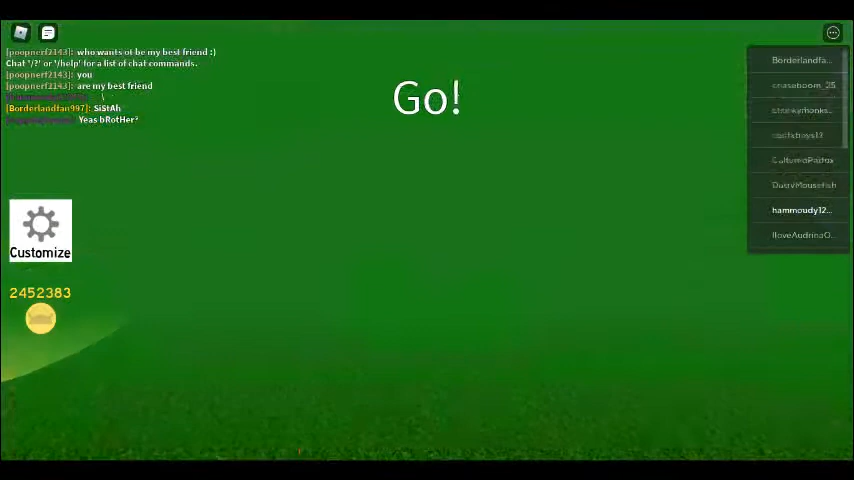 [poopnerf2143]: who wants ot be my best friend :)
Chat '/?' or '/help' for a list of chat commands.
[poopnerf2143]: you
[poopnerf2143]: are my best friend
\
[Borderlandfan997]: SiStAh
Yeas bRotHer?
Go!
Borderlandfa...
chaseboom_25
hammoudy12...
Customize
2452383